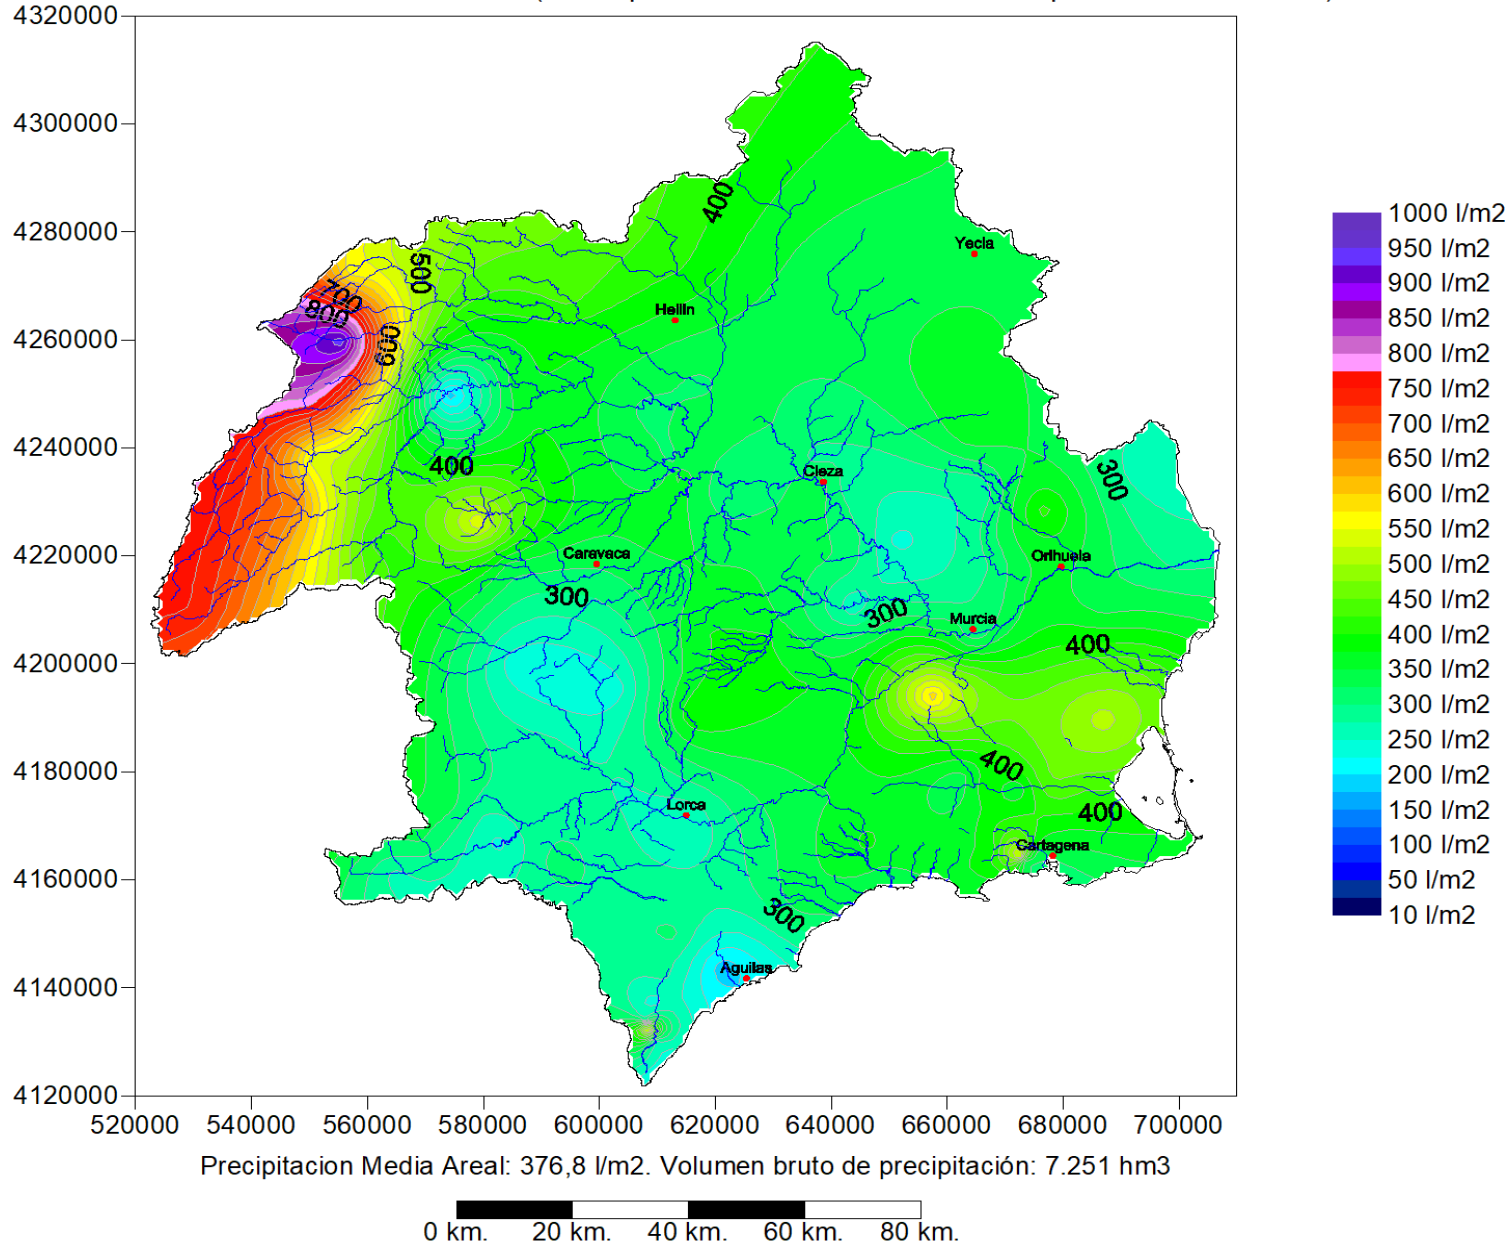 4320000
4300000
4280000
4260000
4240000
4220000
4200000
4180000
4160000
4140000
4120000
520000 540000 560000 580000 600000 620000 640000 660000 680000 700000
400
500
700
800
600
400
300
300
300
400
400
400
300
Yecla
Hellin
Cieza
Caravaca
Orihuela
Murcia
Lorca
Cartagena
Aguilas
1000 l/m2
950 l/m2
900 l/m2
850 l/m2
800 l/m2
750 l/m2
700 l/m2
650 l/m2
600 l/m2
550 l/m2
500 l/m2
450 l/m2
400 l/m2
350 l/m2
300 l/m2
250 l/m2
200 l/m2
150 l/m2
100 l/m2
50 l/m2
10 l/m2
Precipitacion Media Areal: 376,8 l/m2. Volumen bruto de precipitación: 7.251 hm3
0 km. 20 km. 40 km. 60 km. 80 km.